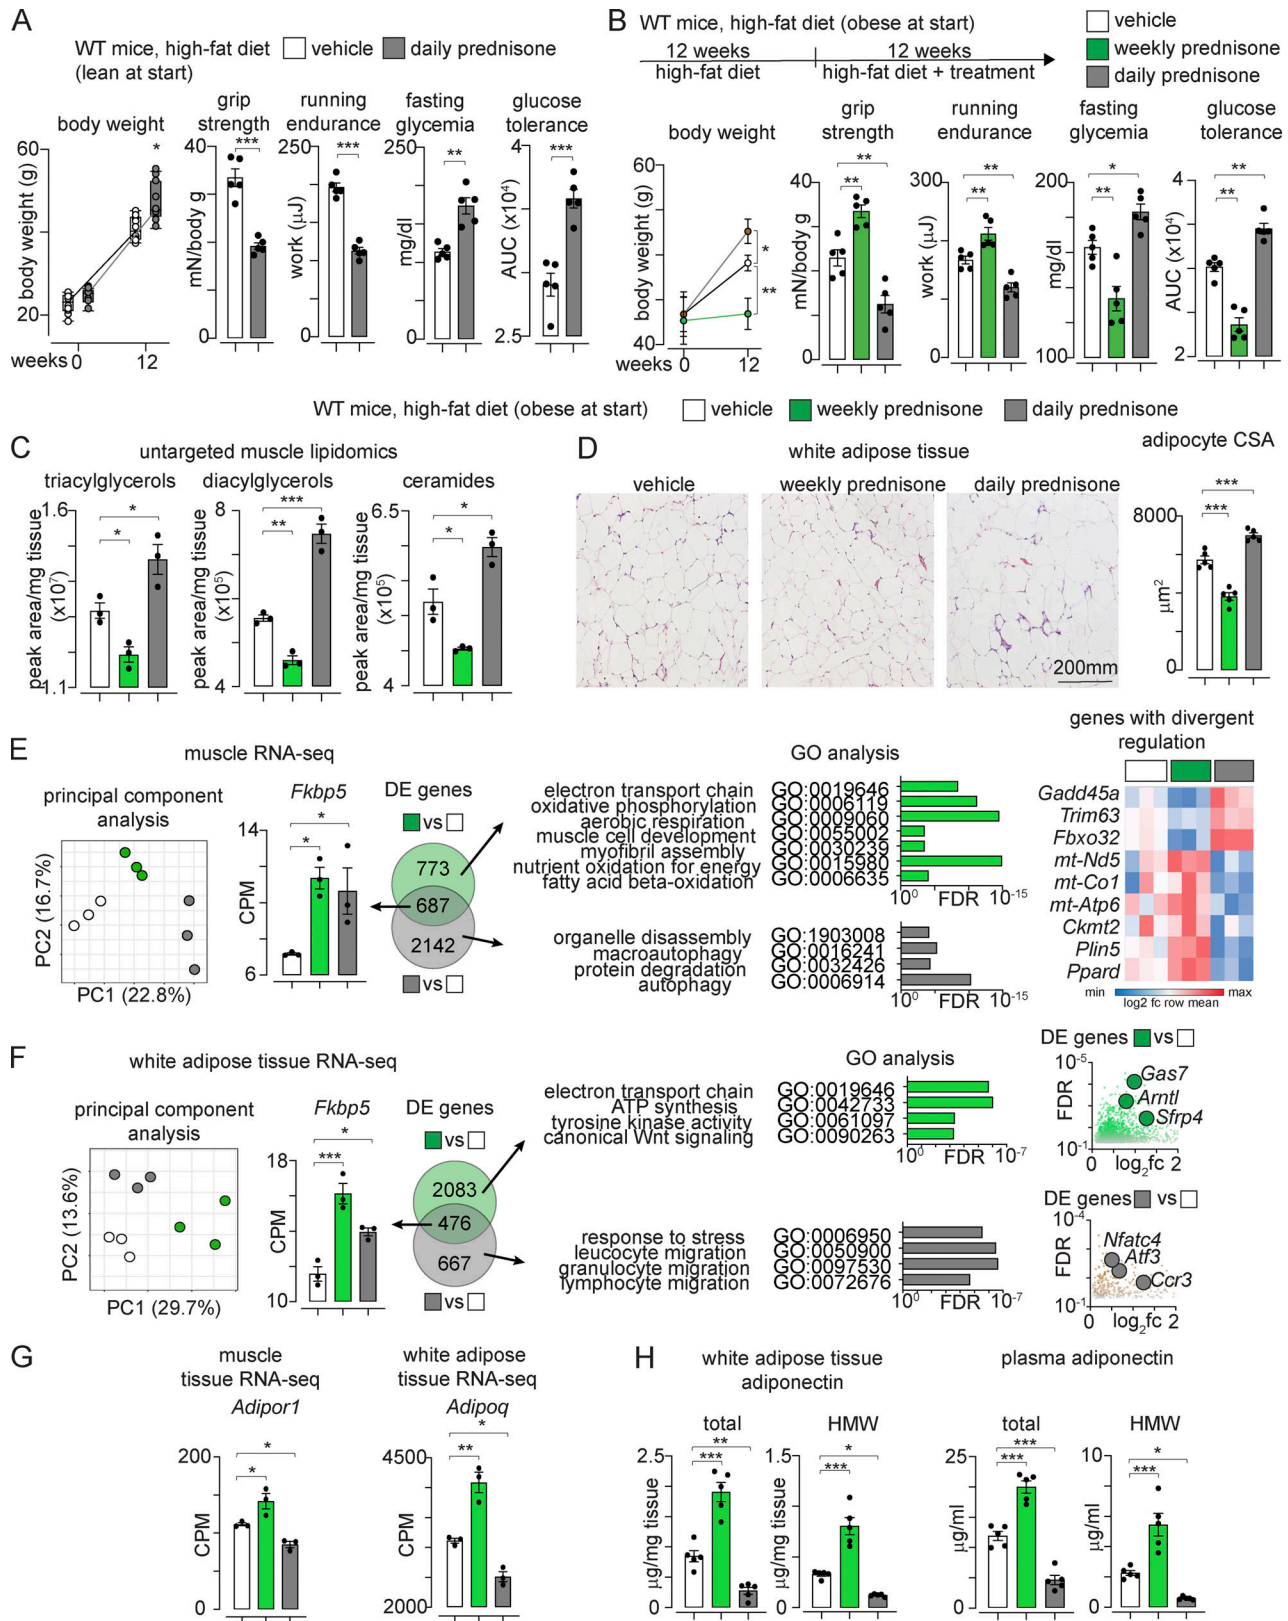 A
WT mice, high-fat diet
(lean at start)
vehicle
daily prednisone
body weight
grip
strength
running
endurance
fasting
glycemia
glucose
tolerance
body weight (g)
60
20
weeks 0
12
*
mN/body g
200
0
***
work (µJ)
250
0
***
mg/dl
250
0
**
AUC (x10⁴)
4
2.5
***
B
WT mice, high-fat diet (obese at start)
12 weeks
12 weeks
high-fat diet
high-fat diet + treatment
vehicle
weekly prednisone
daily prednisone
body weight
grip
strength
running
endurance
fasting
glycemia
glucose
tolerance
body weight (g)
60
40
weeks 0
12
*
**
mN/body g
40
0
**
**
work (µJ)
300
0
**
**
mg/dl
200
100
*
**
AUC (x10⁴)
4
2
**
**
WT mice, high-fat diet (obese at start)
vehicle
weekly prednisone
daily prednisone
C
untargeted muscle lipidomics
triacylglycerols
diacylglycerols
ceramides
peak area/mg tissue
(x10⁷)
1.6
1.1
*
*
peak area/mg tissue
(x10⁵)
8
4
***
**
peak area/mg tissue
(x10⁵)
6.5
4
*
*
D
white adipose tissue
vehicle
weekly prednisone
daily prednisone
200mm
adipocyte CSA
µm²
8000
0
***
***
E
muscle RNA-seq
principal component
analysis
PC2 (16.7%)
PC1 (22.8%)
Fkbp5
CPM
14
6
*
*
DE genes
vs
773
687
2142
vs
GO analysis
electron transport chain GO:0019646
oxidative phosphorylation GO:0006119
aerobic respiration GO:0009060
muscle cell development GO:0055002
myofibril assembly GO:0030239
nutrient oxidation for energy GO:0015980
fatty acid beta-oxidation GO:0006635
10⁰
FDR
10⁻¹⁵
organelle disassembly GO:1903008
macroautophagy GO:0016241
protein degradation GO:0032426
autophagy GO:0006914
10⁰
FDR
10⁻¹⁵
genes with divergent
regulation
Gadd45a
Trim63
Fbxo32
mt-Nd5
mt-Co1
mt-Atp6
Ckmt2
Plin5
Ppard
min
max
log2 fc row mean
F
white adipose tissue RNA-seq
principal component
analysis
PC2 (13.6%)
PC1 (29.7%)
Fkbp5
CPM
18
10
*
***
DE genes
vs
2083
476
667
vs
GO analysis
electron transport chain GO:0019646
ATP synthesis GO:0042733
tyrosine kinase activity GO:0061097
canonical Wnt signaling GO:0090263
10⁰
FDR
10⁻⁷
response to stress GO:0006950
leucocyte migration GO:0050900
granulocyte migration GO:0097530
lymphocyte migration GO:0072676
10⁰
FDR
10⁻⁷
DE genes vs
10⁻⁵
FDR
10⁻¹
Gas7
Arntl
Sfrp4
0 log₂fc 2
DE genes vs
10⁻⁴
FDR
10⁻¹
Nfatc4
Atf3
Ccr3
0 log₂fc 2
G
muscle
tissue RNA-seq
Adipor1
CPM
200
0
*
*
white adipose
tissue RNA-seq
Adipoq
CPM
4500
2000
*
**
H
white adipose tissue
adiponectin
total
HMW
µg/mg tissue
2.5
0
**
***
1.5
0
*
***
plasma adiponectin
total
HMW
µg/ml
25
0
***
***
µg/ml
10
0
*
***